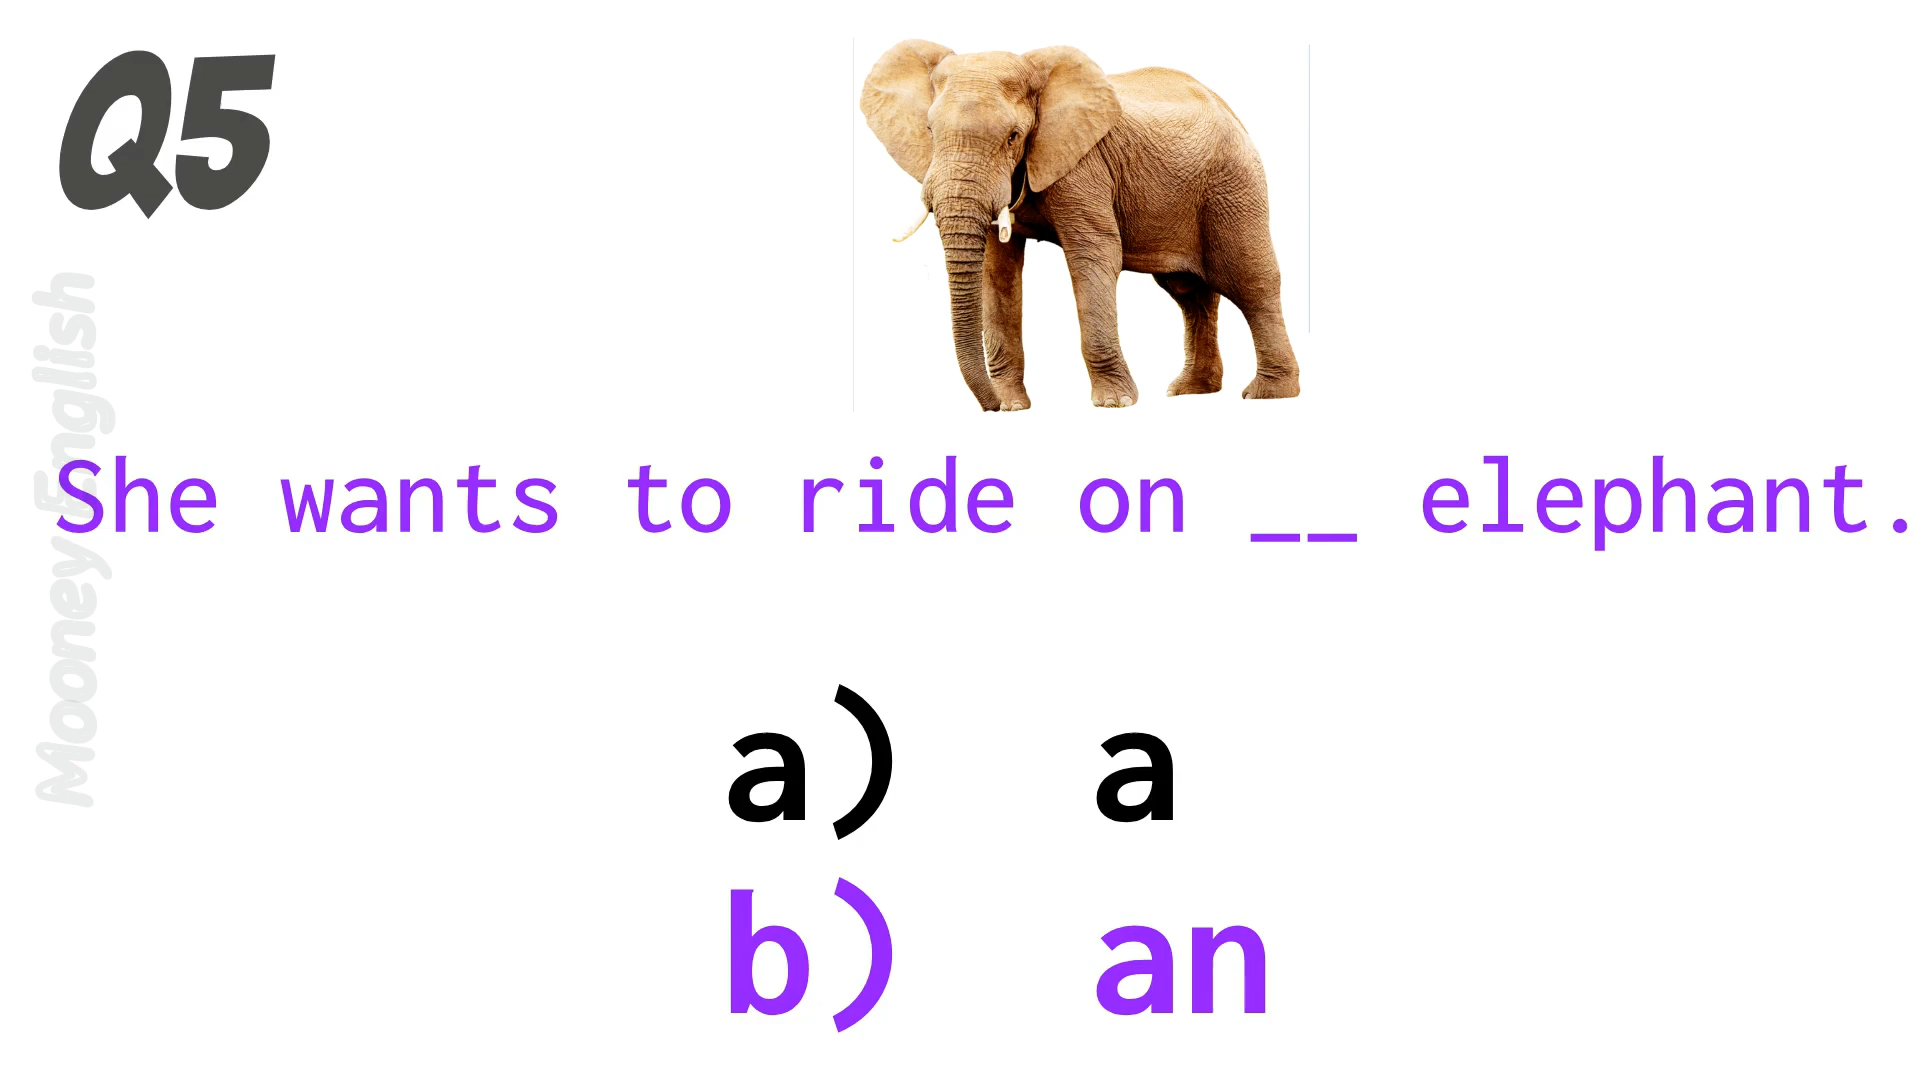 Q5
Mooney English
She wants to ride on __ elephant.
a) a
b) an